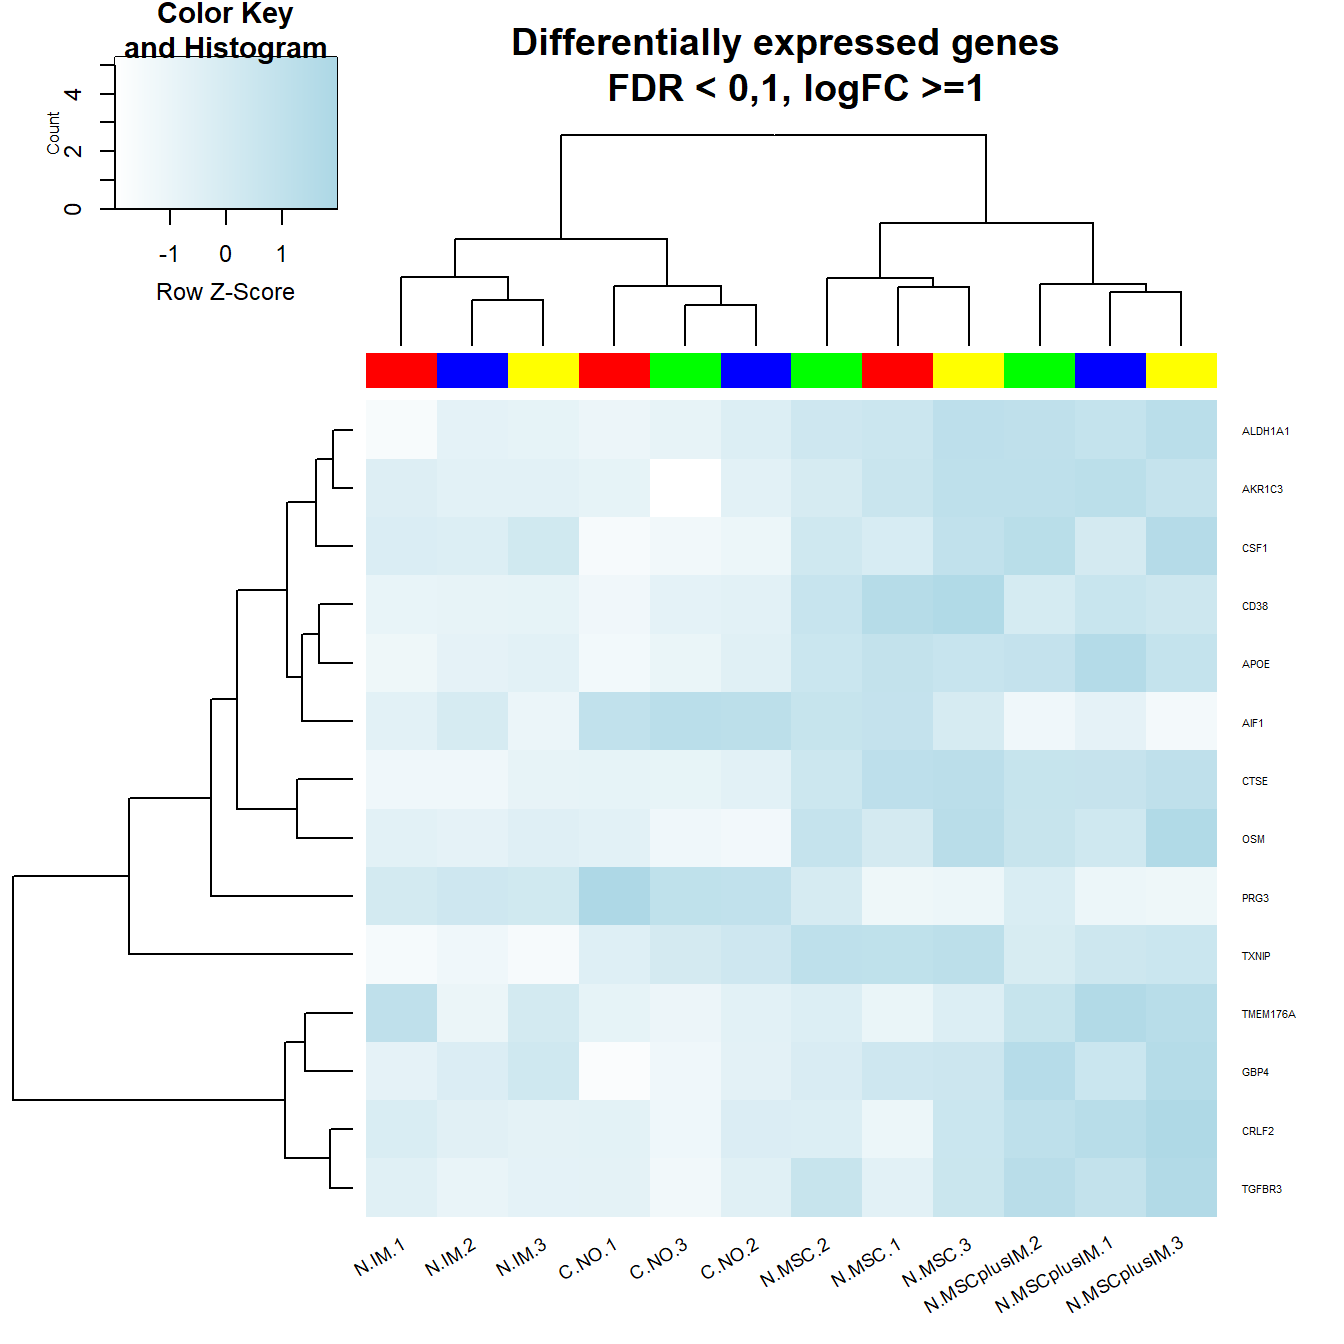 Color Key
and Histogram
Differentially expressed genes
FDR < 0,1, logFC >=1
Count
0 2 4
-1 0 1
Row Z-Score
ALDH1A1
AKR1C3
CSF1
CD38
APOE
AIF1
CTSE
OSM
PRG3
TXNIP
TMEM176A
GBP4
CRLF2
TGFBR3
N.IM.1
N.IM.2
N.IM.3
C.NO.1
C.NO.3
C.NO.2
N.MSC.2
N.MSC.1
N.MSC.3
N.MSCplusIM.2
N.MSCplusIM.1
N.MSCplusIM.3